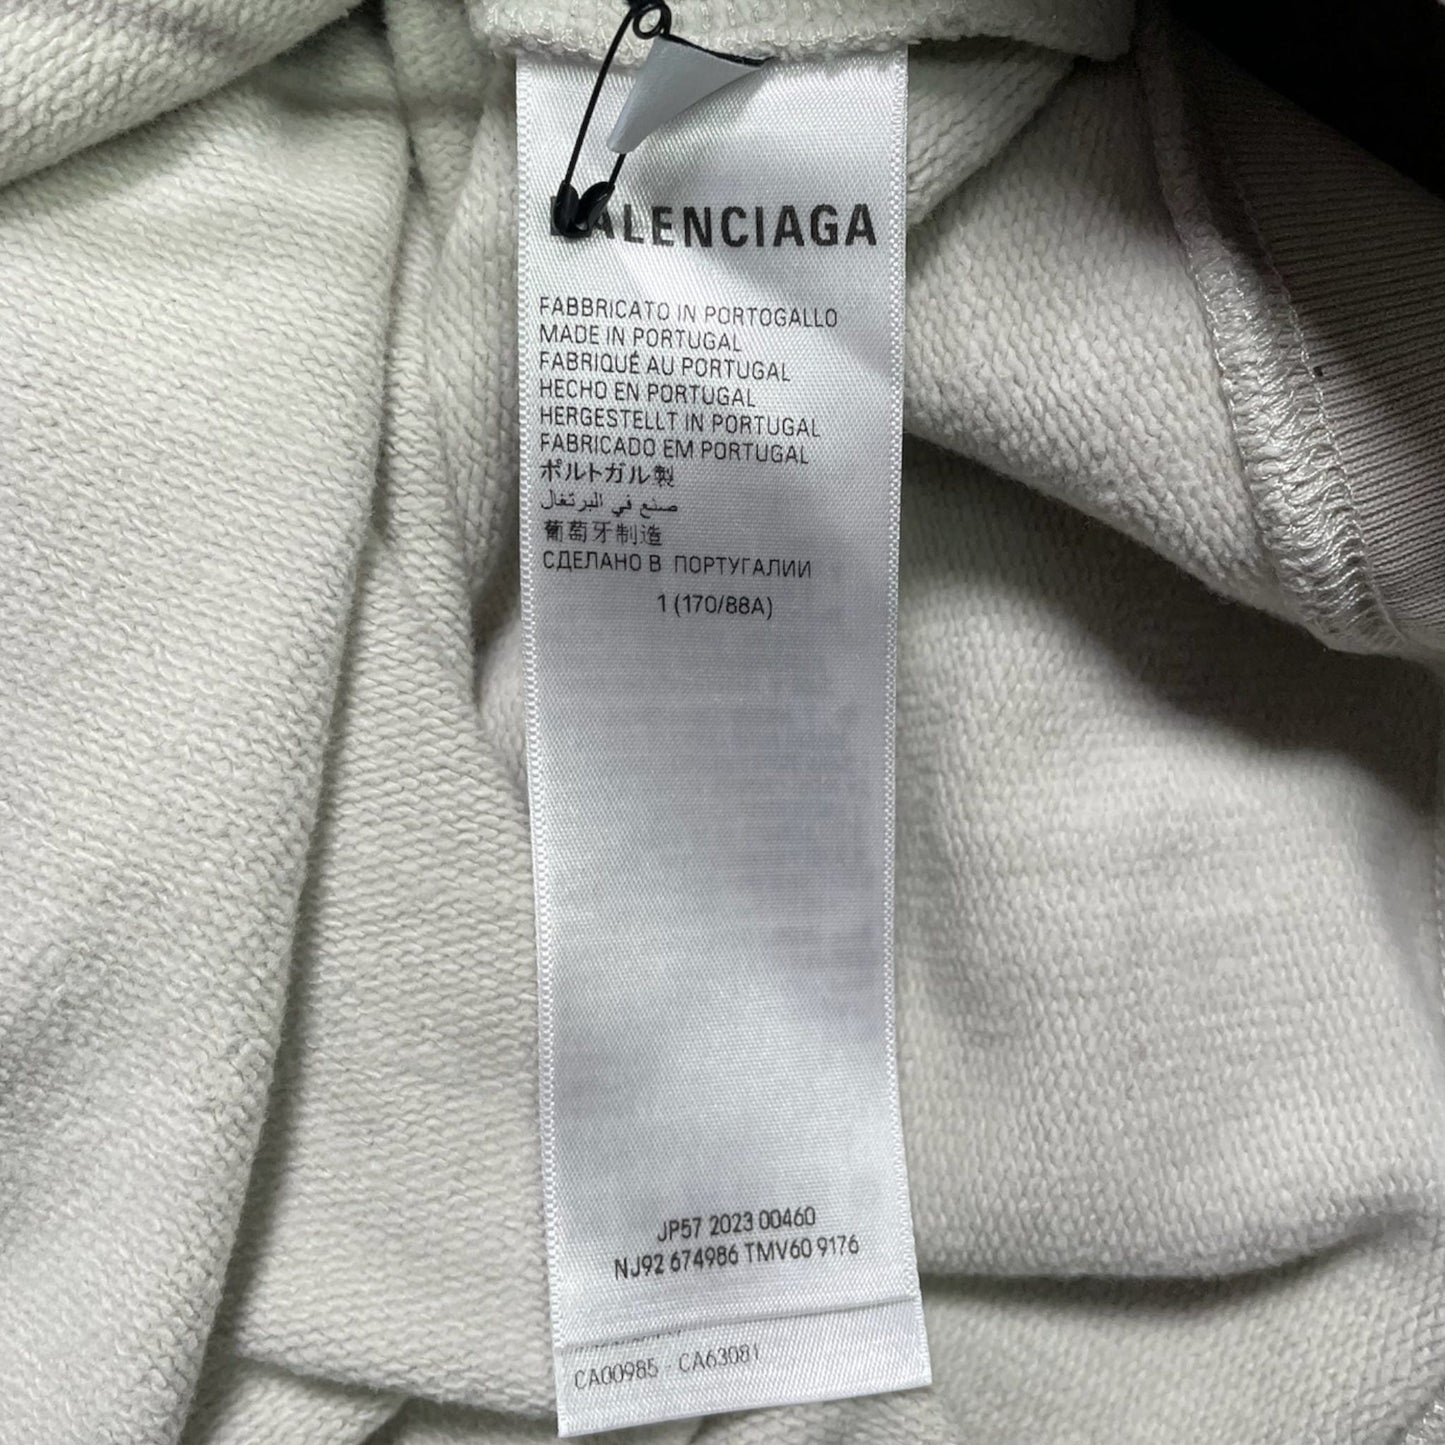 BALENCIAGA
FABBRICATO IN PORTOGALLO
MADE IN PORTUGAL
FABRIQUÉ AU PORTUGAL
HECHO EN PORTUGAL
HERGESTELLT IN PORTUGAL
FABRICADO EM PORTUGAL
ポルトガル製
صنع في البرتغال
葡萄牙制造
СДЕЛАНО В ПОРТУГАЛИИ
1 (170/88A)
JP57 2023 00460
NJ92 674986 TMV60 9176
CA00985 - CA63081